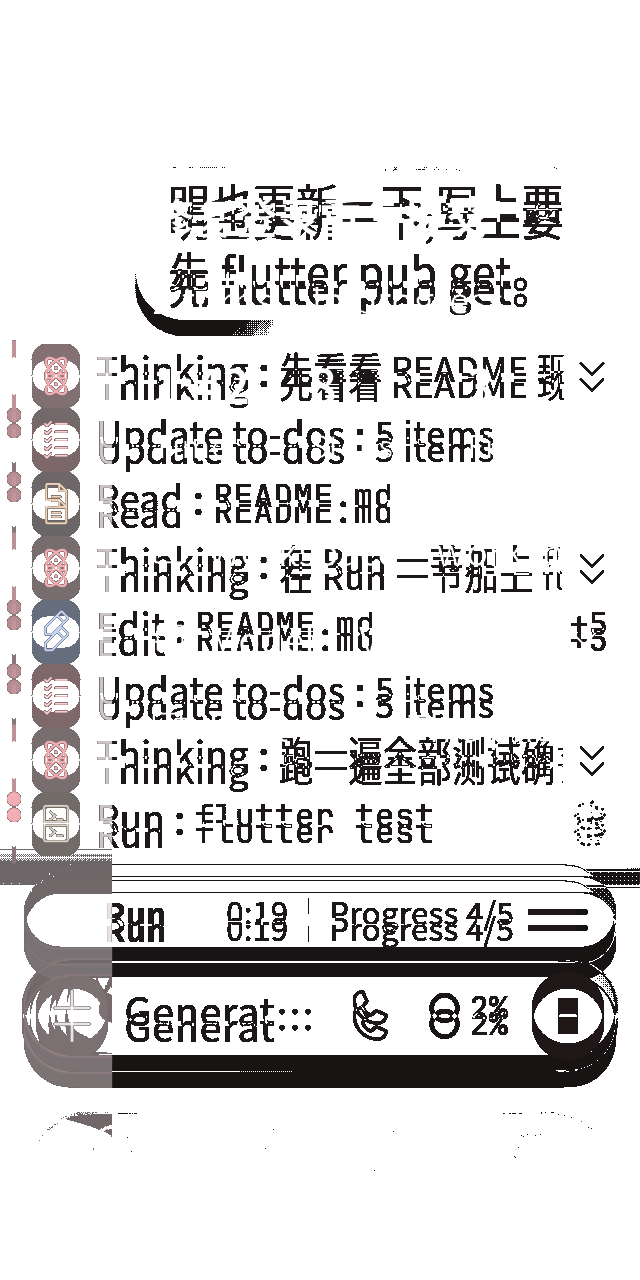 明也更新一下,写上要
先 flutter pub get。
Thinking : 先看看 README 现
Update to-dos : 5 items
Read : README.md
Thinking : 在 Run 一节加上 fl
Edit : README.md +5
Update to-dos : 5 items
Thinking : 跑一遍全部测试确
Run : flutter test
Run 0:19 Progress 4/5
Generat... 2%